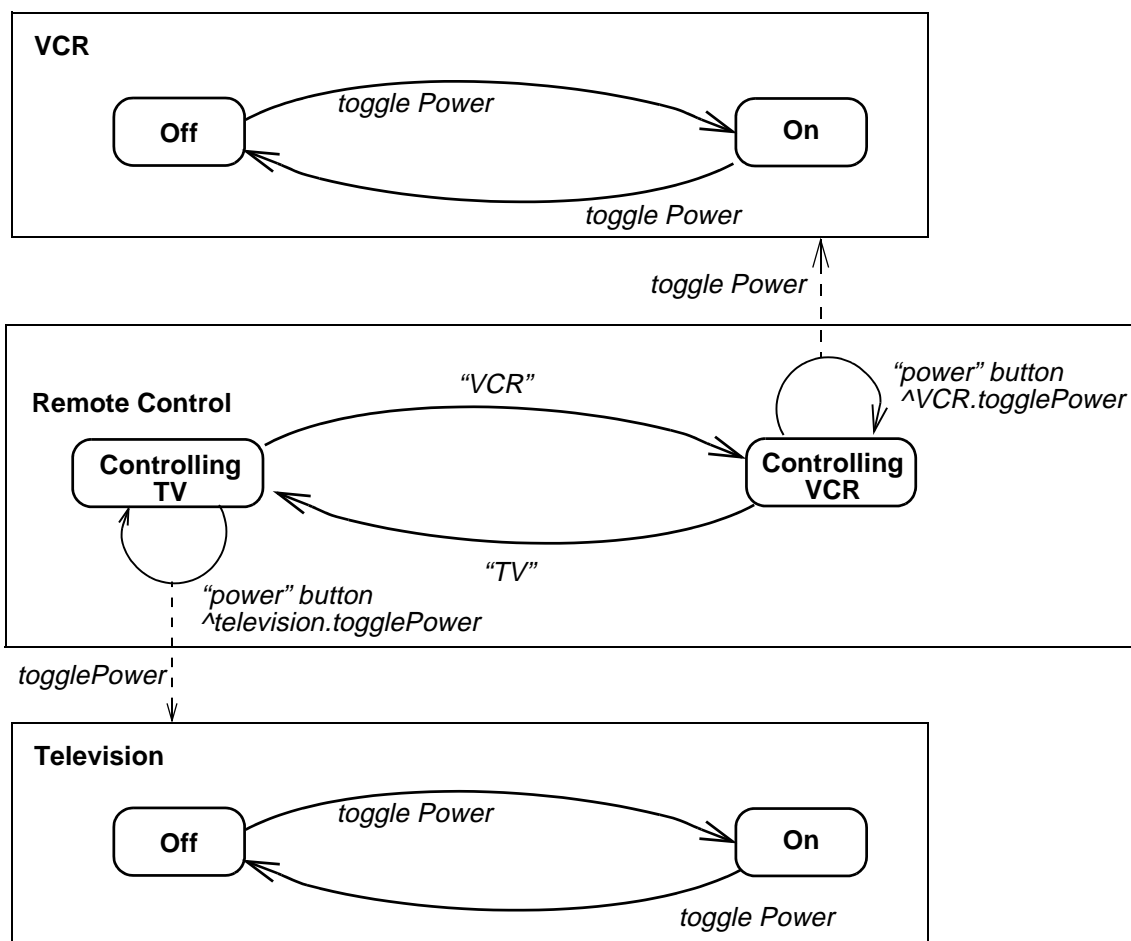 VCR
toggle Power
Off
On
toggle Power
toggle Power
“VCR”
“power” button
^VCR.togglePower
Remote Control
Controlling
TV
Controlling
VCR
“TV”
“power” button
^television.togglePower
togglePower
Television
toggle Power
Off
On
toggle Power